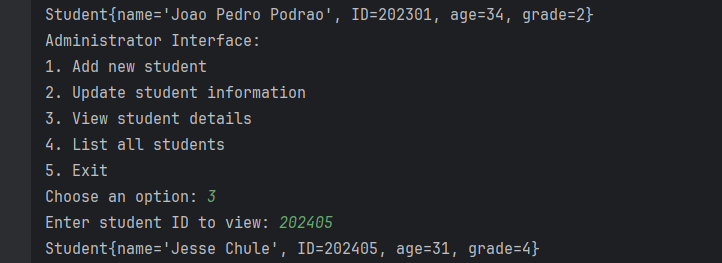 Student{name='Joao Pedro Podrao', ID=202301, age=34, grade=2}
Administrator Interface:
1. Add new student
2. Update student information
3. View student details
4. List all students
5. Exit
Choose an option: 3
Enter student ID to view: 202405
Student{name='Jesse Chule', ID=202405, age=31, grade=4}